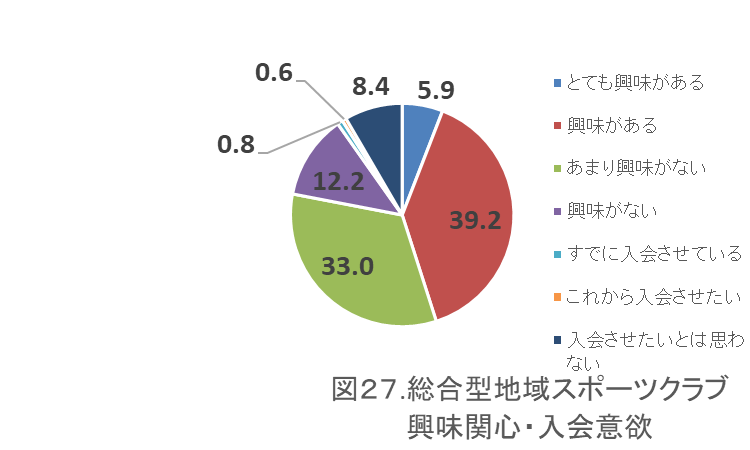 0.6
8.4
5.9
0.8
12.2
39.2
33.0
とても興味がある
興味がある
あまり興味がない
興味がない
すでに入会させている
これから入会させたい
入会させたいとは思わ
ない
図27.総合型地域スポーツクラブ
興味関心・入会意欲